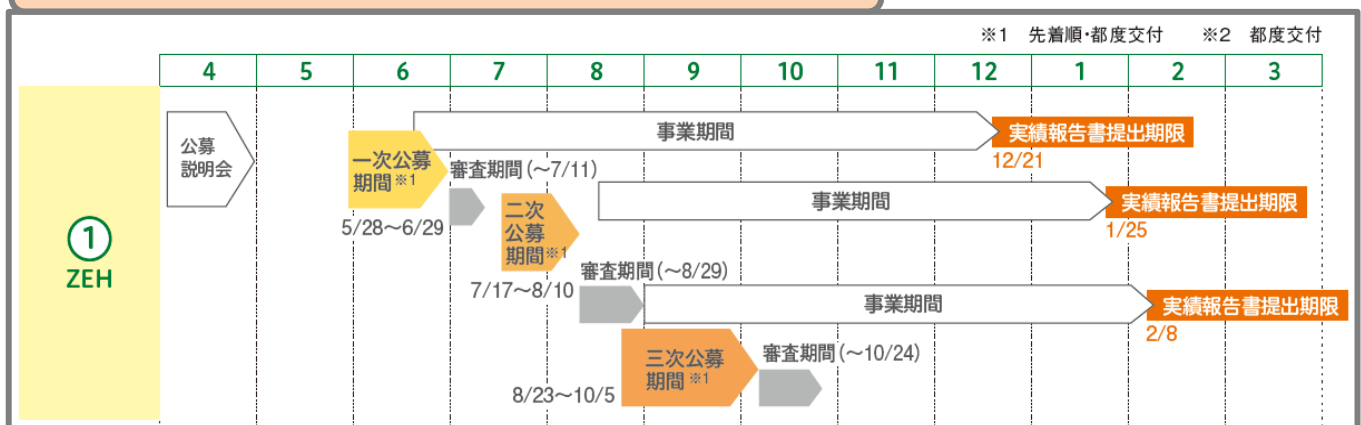 ※1 先着順・都度交付 ※2 都度交付
4 5 6 7 8 9 10 11 12 1 2 3
①
ZEH
公募
説明会
一次公募
期間※1
5/28〜6/29
事業期間
実績報告書提出期限
12/21
審査期間(〜7/11)
二次
公募
期間※1
7/17〜8/10
事業期間
実績報告書提出期限
1/25
審査期間(〜8/29)
三次公募
期間※1
8/23〜10/5
事業期間
実績報告書提出期限
2/8
審査期間(〜10/24)